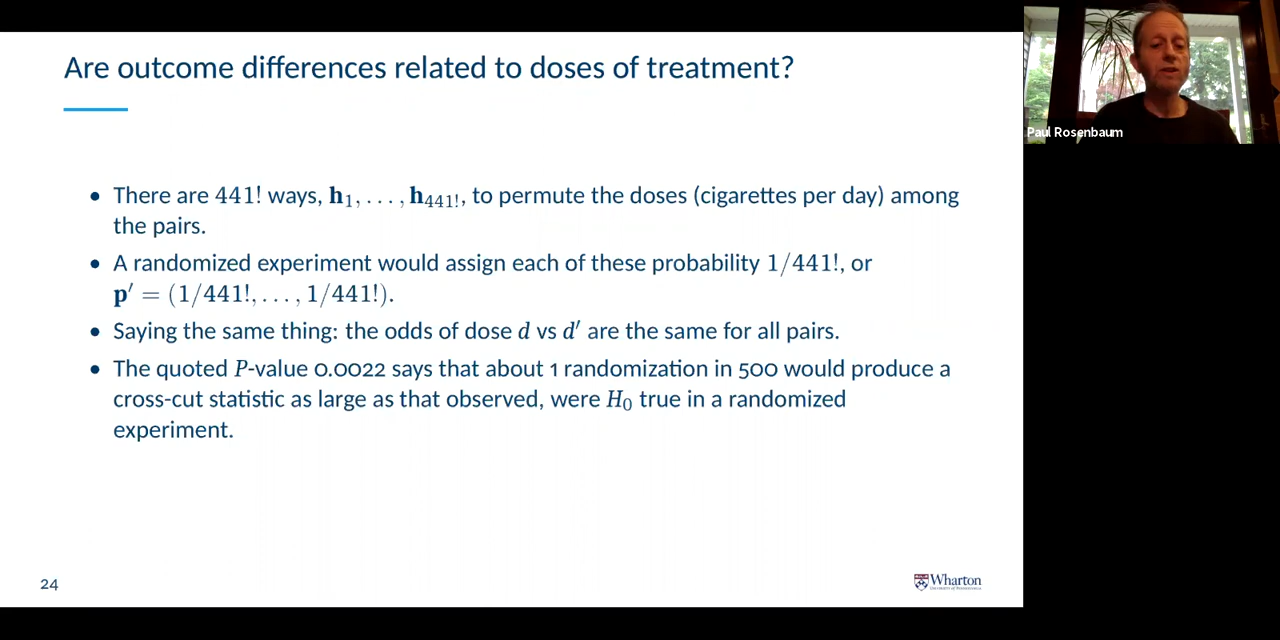 Are outcome differences related to doses of treatment?
• There are 441! ways, h₁, . . . , h₄₄₁!, to permute the doses (cigarettes per day) among
the pairs.
• A randomized experiment would assign each of these probability 1/441!, or
p′ = (1/441!, . . . , 1/441!).
• Saying the same thing: the odds of dose d vs d′ are the same for all pairs.
• The quoted P-value 0.0022 says that about 1 randomization in 500 would produce a
cross-cut statistic as large as that observed, were H₀ true in a randomized
experiment.
24
Wharton
Paul Rosenbaum